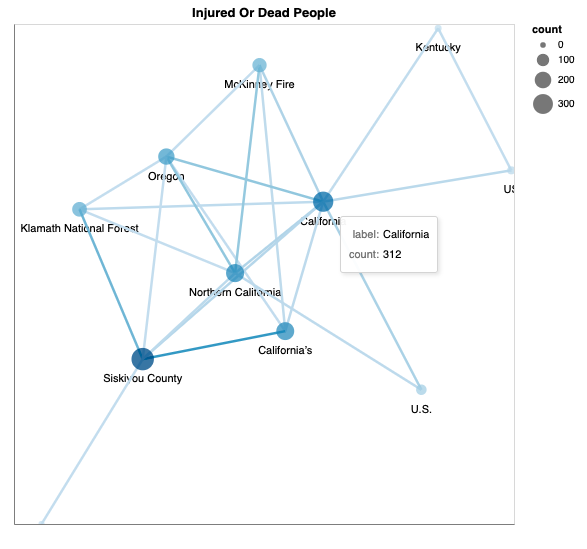 Injured Or Dead People
count
0
100
200
300
Kentucky
McKinney Fire
Oregon
US
Klamath National Forest
label: California
count: 312
Northern California
California's
Siskiyou County
U.S.